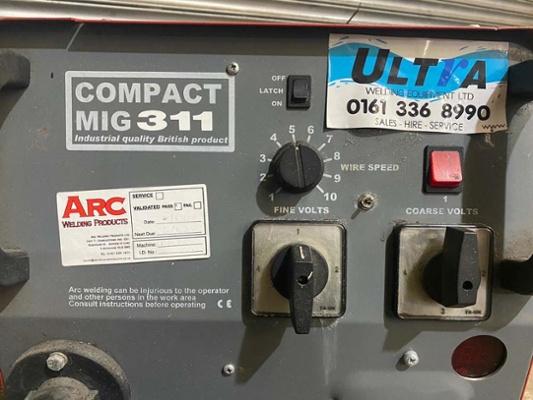 COMPACT
MIG 311
Industrial quality British product
OFF
LATCH
ON
ULTrA
WELDING EQUIPMENT LTD
0161 336 8990
SALES - HIRE - SERVICE
1 2 3 4 5 6 7 8 9 10
WIRE SPEED
1
ARC
WELDING PRODUCTS
SERVICE
VALIDATED PASS FAIL
Date:
Next Due:
Machine
I.D. No
FINE VOLTS
COARSE VOLTS
1
2
3
Arc welding can be injurious to the operator
and other persons in the work area
Consult instructions before operating
CE